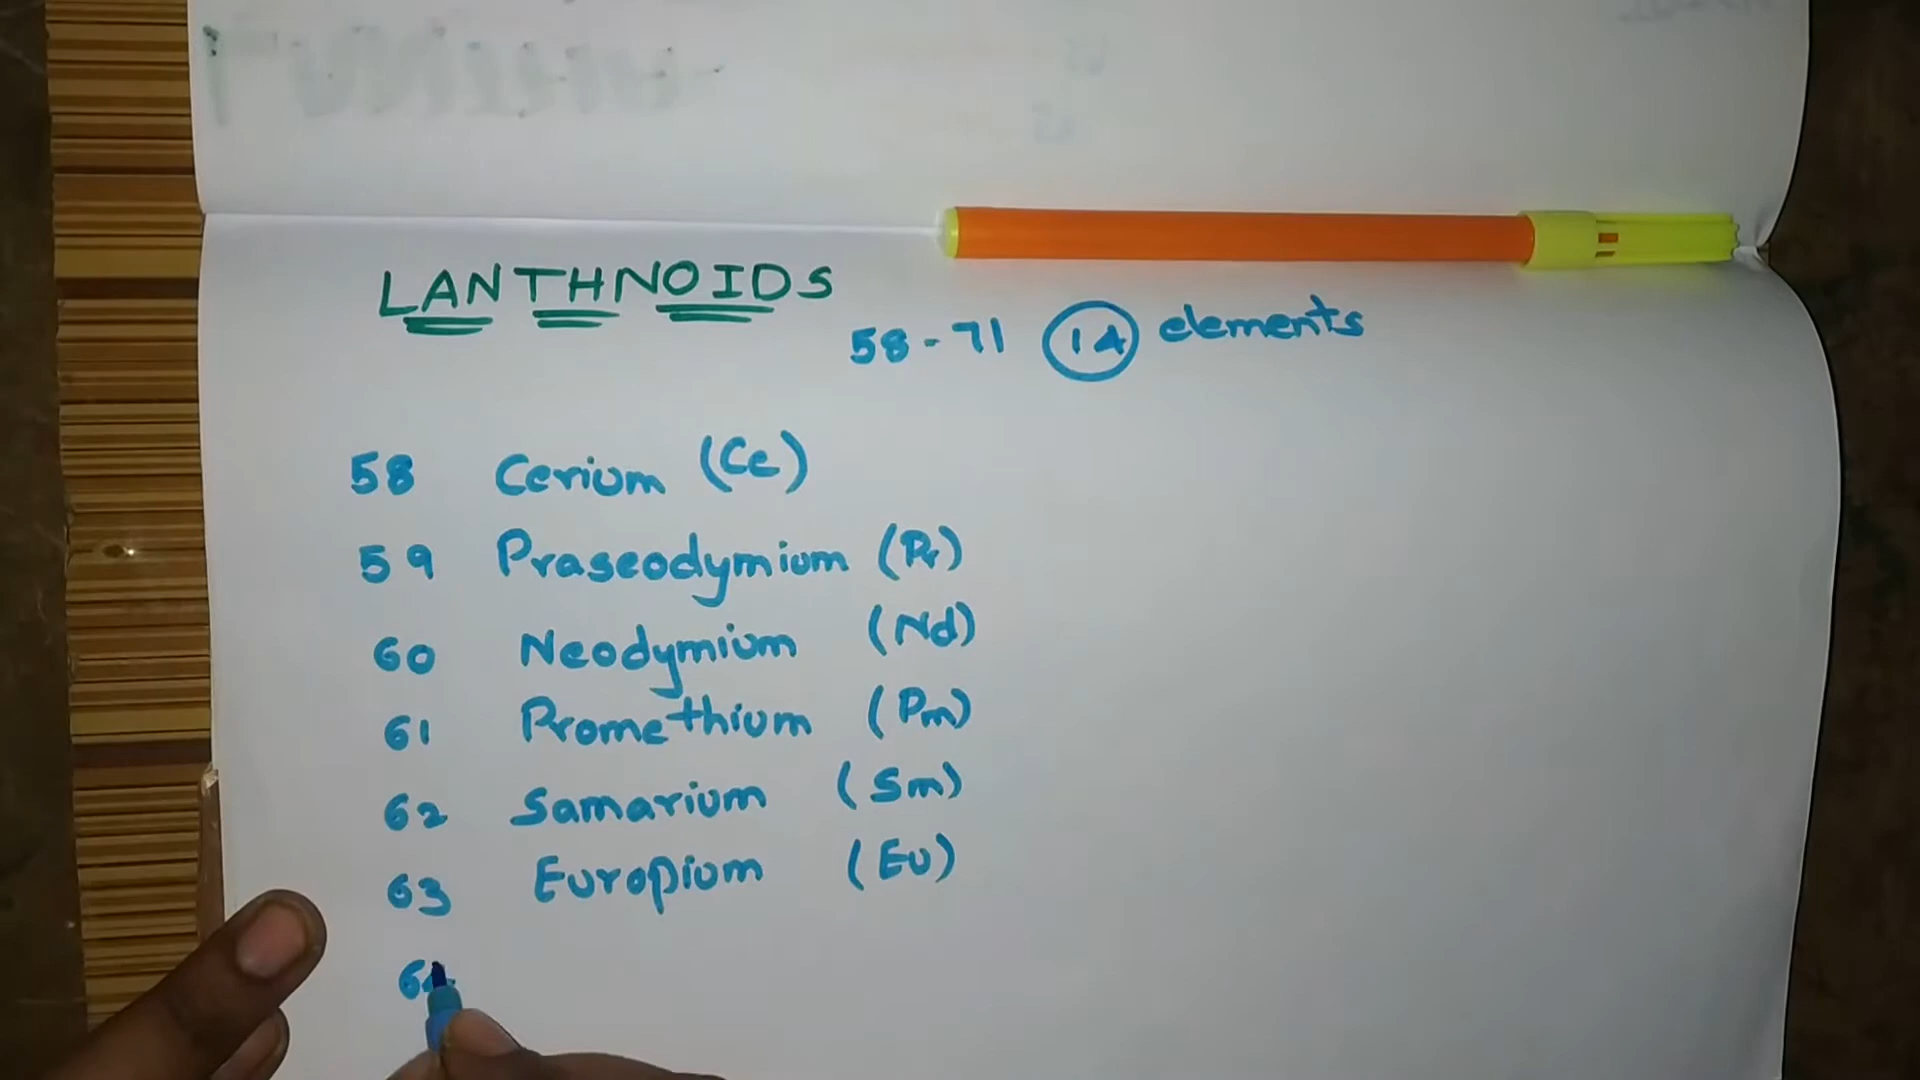 LANTHNOIDS
58-71 14 elements
58 Cerium (Ce)
59 Praseodymium (Pr)
60 Neodymium (Nd)
61 Promethium (Pm)
62 Samarium (Sm)
63 Europium (Eu)
64